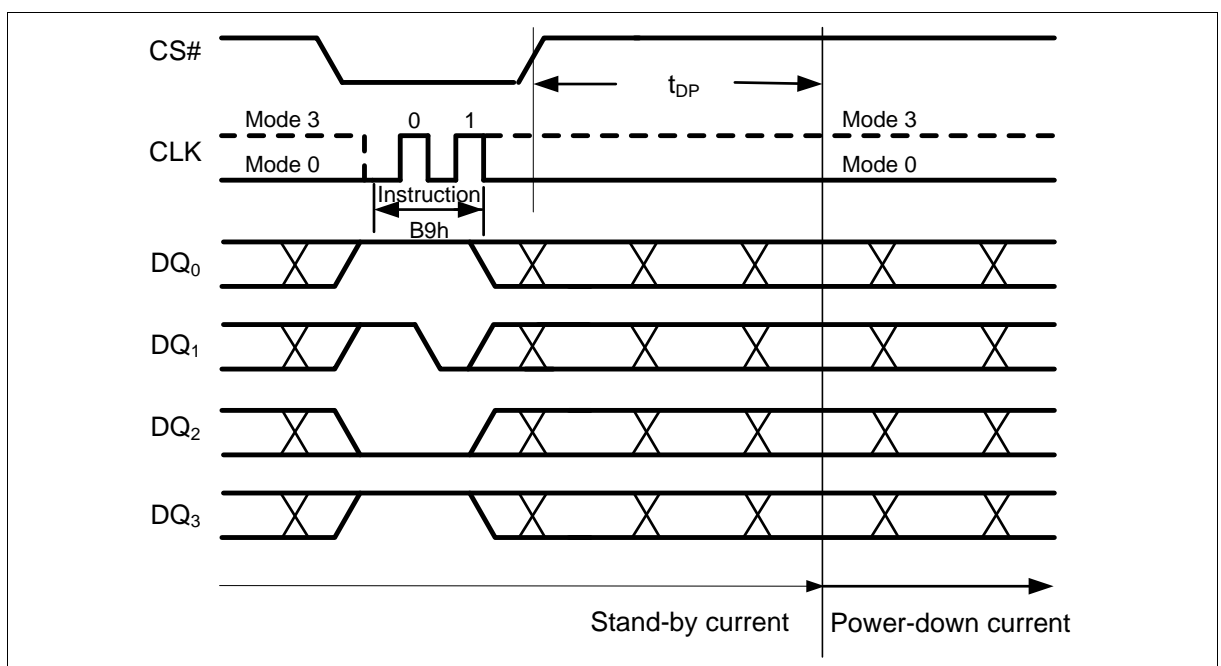 CS#
t_DP
Mode 3 0 1 Mode 3
CLK
Mode 0 Mode 0
Instruction
B9h
DQ₀
DQ₁
DQ₂
DQ₃
Stand-by current Power-down current